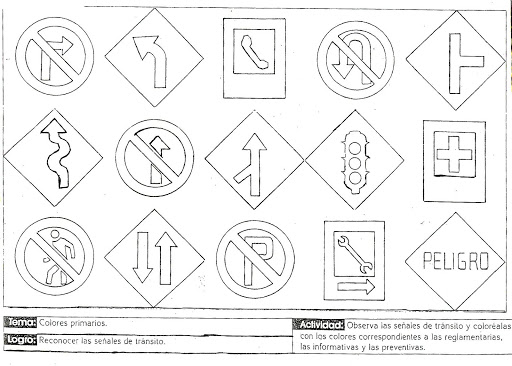 P
PELIGRO
Tema: Colores primarios.
Logro: Reconocer las señales de tránsito.
Actividad: Observa las señales de tránsito y coloréalas
con los colores correspondientes a las reglamentarias,
las informativas y las preventivas.